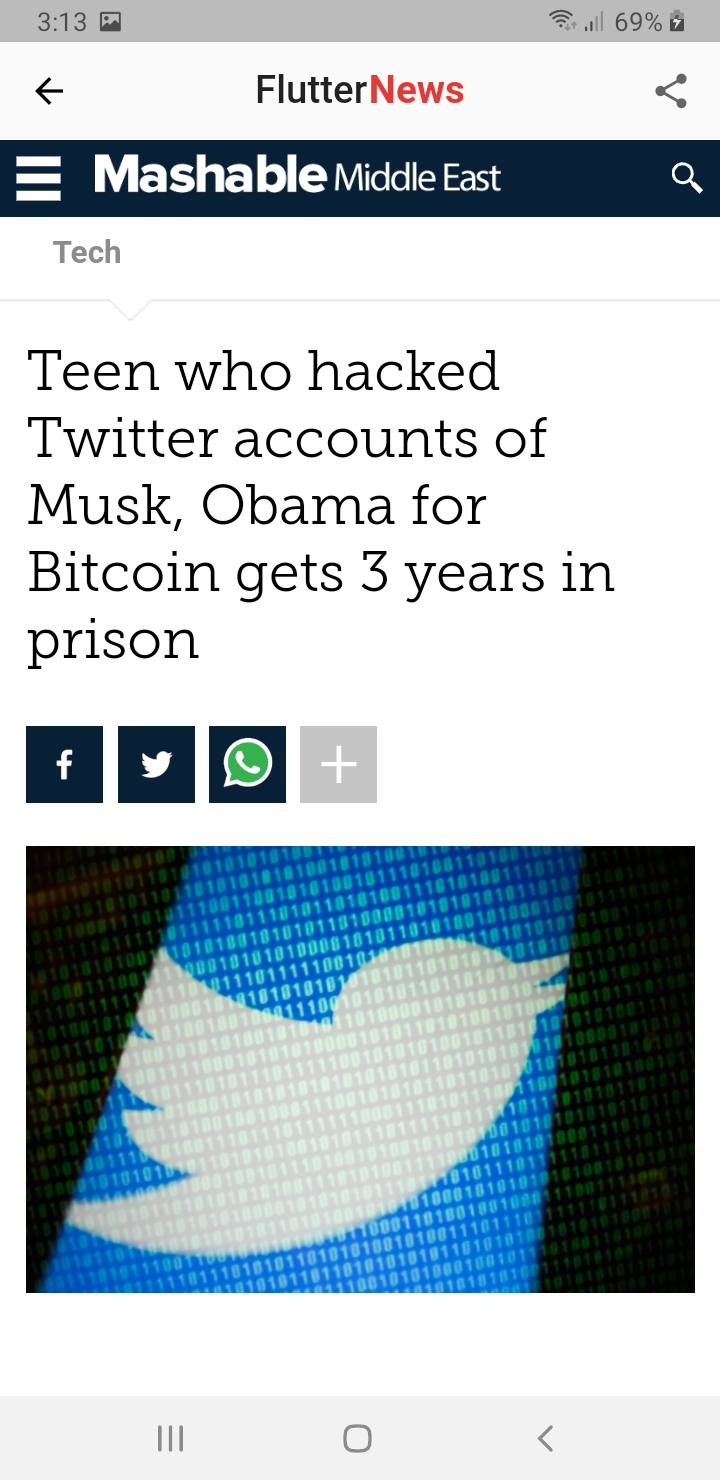 3:13 69%
FlutterNews
Mashable Middle East
Tech
Teen who hacked
Twitter accounts of
Musk, Obama for
Bitcoin gets 3 years in
prison